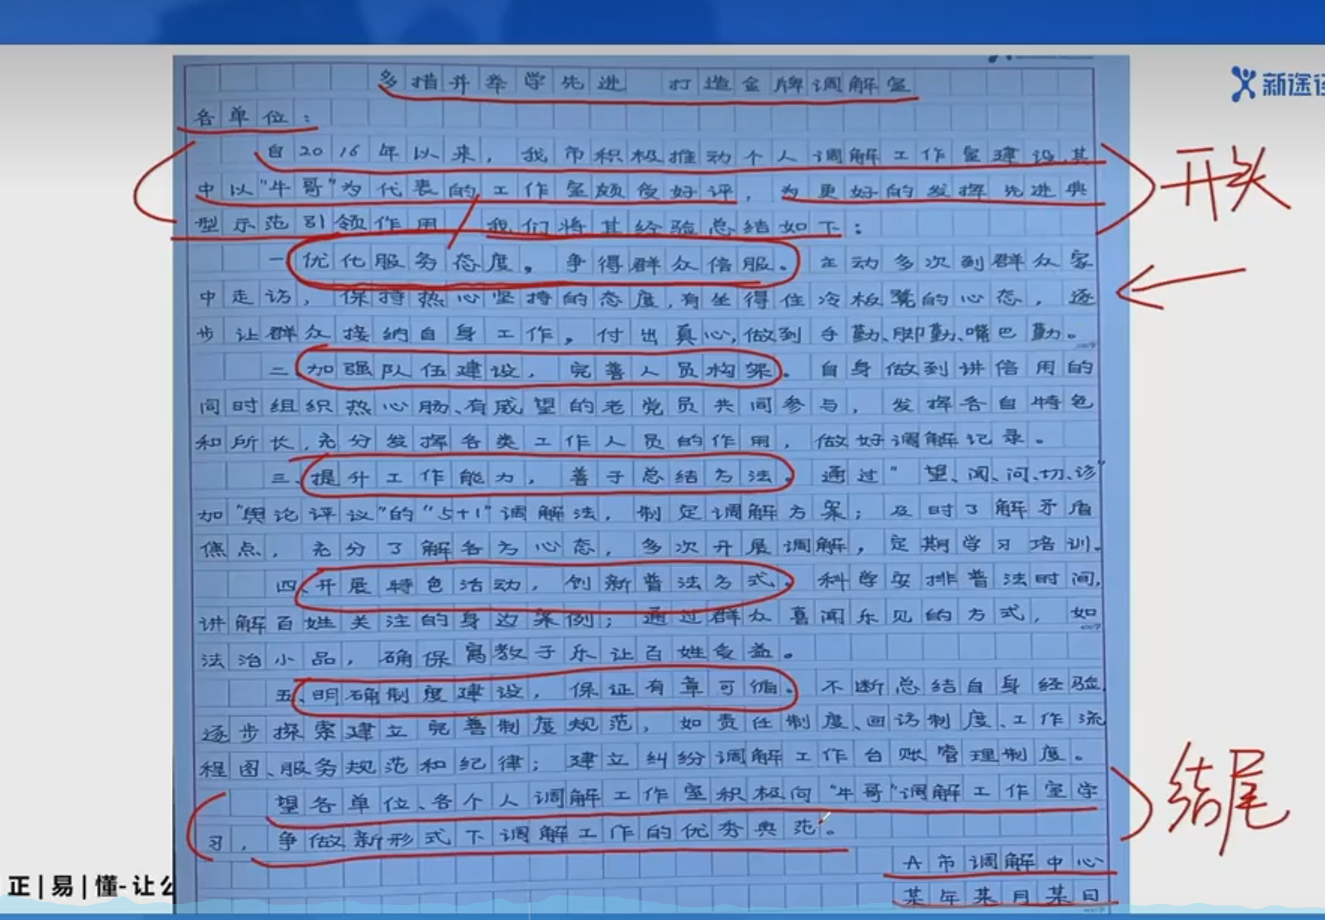 多措并举学先进 打造金牌调解室
新途径
各单位：
自2016年以来，我市积极推动个人调解工作室建设其
开头
中以“牛哥”为代表的工作室颇受好评，为更好的发挥先进典
型示范引领作用，我们将其经验总结如下：
一、优化服务态度，争得群众信服。主动多次到群众家
中走访，保持热心坚持的态度，有坐得住冷板凳的心态，逐
步让群众接纳自身工作，付出真心，做到手勤、脚勤、嘴巴勤。
二、加强队伍建设，完善人员构架。自身做到讲信用的
同时组织热心肠、有威望的老党员共同参与，发挥各自特色
和所长，充分发挥各类工作人员的作用，做好调解记录。
三、提升工作能力，善于总结方法。通过“望、闻、问、切、诊”
加“舆论评议”的“5+1”调解法，制定调解方案；及时了解矛盾
焦点，充分了解各方心态，多次开展调解，定期学习培训。
四、开展特色活动，创新普法方式。科学安排普法时间，
讲解百姓关注的身边案例；通过群众喜闻乐见的方式，如
法治小品，确保寓教于乐让百姓受益。
五、明确制度建设，保证有章可循。不断总结自身经验，
逐步探索建立完善制度规范，如责任制度、回访制度、工作流
程图、服务规范和纪律；建立纠纷调解工作台账管理制度。
望各单位、各个人调解工作室积极向“牛哥”调解工作室学
习，争做新形式下调解工作的优秀典范。
结尾
A市调解中心
某年某月某日
正|易|懂-让公